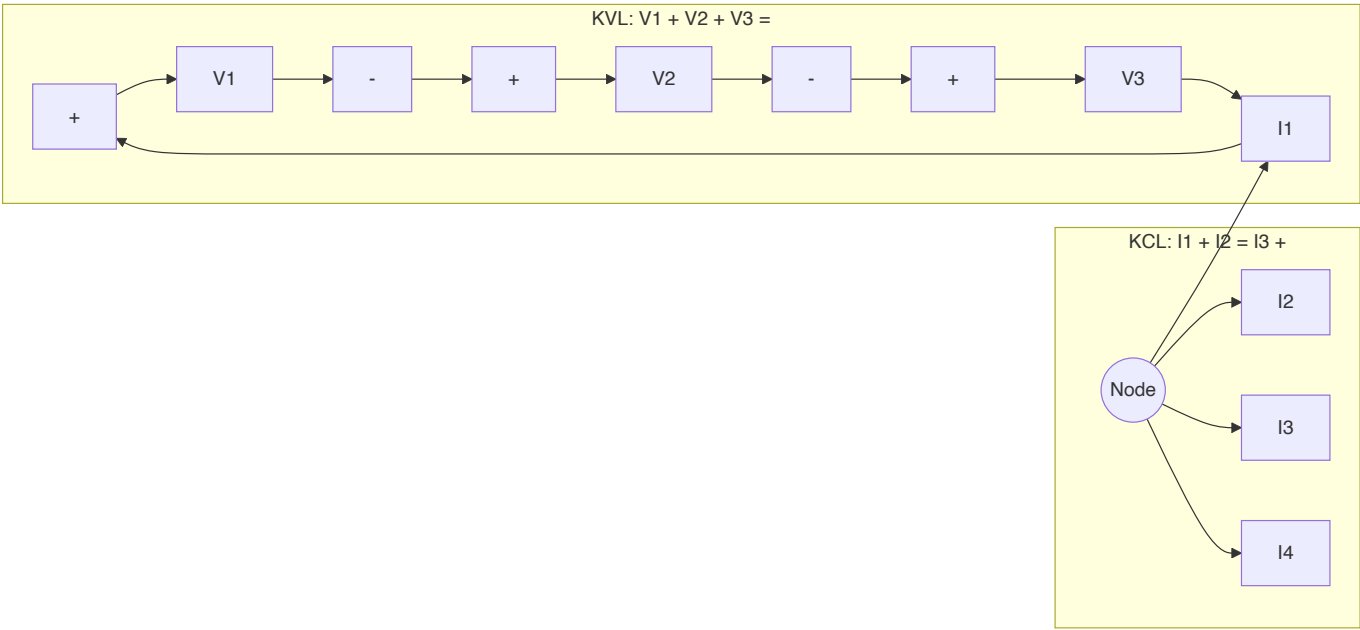 KVL: V1 + V2 + V3 =
+
V1
-
+
V2
-
+
V3
I1
KCL: I1 + I2 = I3 +
I2
Node
I3
I4